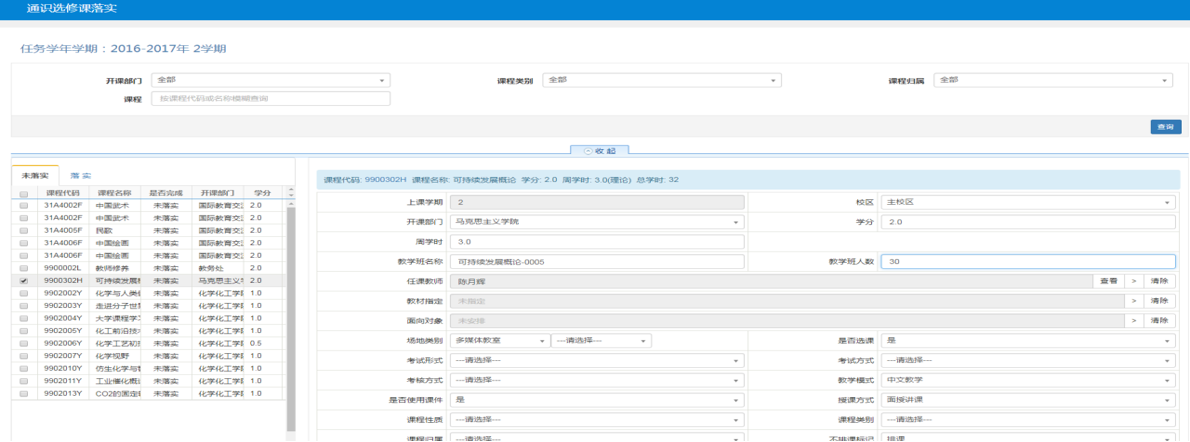 通识选修课落实
任务学年学期：2016-2017年 2学期
开课部门 全部 课程类别 全部 课程归属 全部
课程 按课程代码或名称模糊查询
查询
收起
未落实 落实
课程代码 课程名称 是否完成 开课部门 学分
31A4002F 中国武术 未落实 国际教育交 2.0
31A4002F 中国武术 未落实 国际教育交 2.0
31A4005F 民歌 未落实 国际教育交 2.0
31A4006F 中国绘画 未落实 国际教育交 2.0
31A4006F 中国绘画 未落实 国际教育交 2.0
9900002L 教师修养 未落实 教务处 2.0
9900302H 可持续发展 未落实 马克思主义 2.0
9902002Y 化学与人类 未落实 化学化工学 1.0
9902003Y 走进分子世 未落实 化学化工学 1.0
9902004Y 大学课程学 未落实 化学化工学 1.0
9902005Y 化工前沿技 未落实 化学化工学 1.0
9902006Y 化学工艺初 未落实 化学化工学 0.5
9902007Y 化学视野 未落实 化学化工学 1.0
9902010Y 仿生化学与 未落实 化学化工学 1.0
9902011Y 工业催化概 未落实 化学化工学 1.0
9902013Y CO2的固定 未落实 化学化工学 1.0
课程代码: 9900302H 课程名称: 可持续发展概论 学分: 2.0 周学时: 3.0(理论) 总学时: 32
上课学期 2 校区 主校区
开课部门 马克思主义学院 学分 2.0
周学时 3.0
教学班名称 可持续发展概论-0005 教学班人数 30
任课教师 陈月辉 查看 > 清除
教材指定 未指定 > 清除
面向对象 未安排 > 清除
场地类别 多媒体教室 ---请选择--- 是否选课 是
考试形式 ---请选择--- 考试方式 ---请选择---
考核方式 ---请选择--- 教学模式 中文教学
是否使用课件 是 授课方式 面授讲课
课程性质 ---请选择--- 课程类别 ---请选择---
课程归属 ---请选择--- 不排课标记 排课